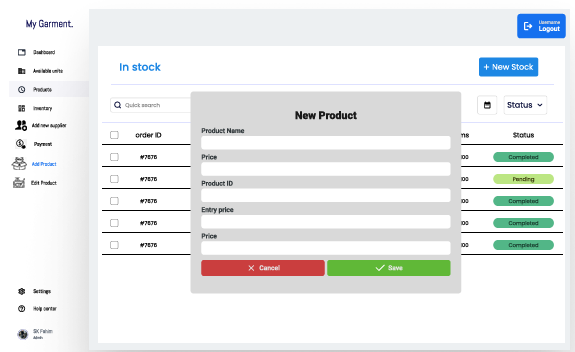 My Garment.
Username
Logout
Dashboard
Available units
Products
Inventory
Add new supplier
Payment
Add Product
Edit Product
Settings
Help center
SK Fahim
Admin
In stock
+ New Stock
Quick search
Status
order ID
ms
Status
#7676
00
Completed
#7676
00
Pending
#7676
00
Completed
#7676
00
Completed
#7676
00
Completed
New Product
Product Name
Price
Product ID
Entry price
Price
Cancel
Save